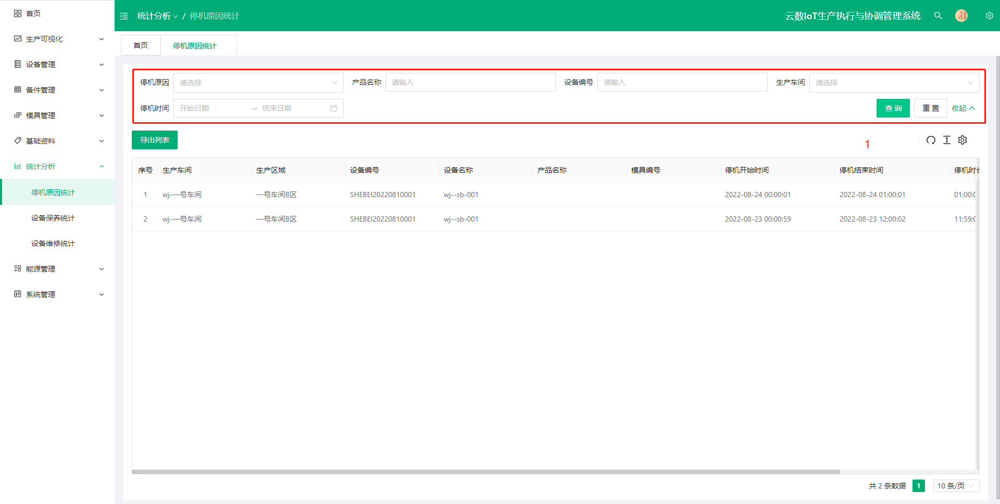 首页
生产可视化
设备管理
备件管理
模具管理
基础资料
统计分析
停机原因统计
设备保养统计
设备维修统计
能源管理
系统管理
统计分析 / 停机原因统计
云数IoT生产执行与协调管理系统
首页 停机原因统计
停机原因 请选择 产品名称 请输入 设备编号 请输入 生产车间 请选择
停机时间 开始日期 → 结束日期 查询 重置 收起
导出列表
1
序号 生产车间 生产区域 设备编号 设备名称 产品名称 模具编号 停机开始时间 停机结束时间 停机时
1 wj-一号车间 一号车间B区 SHEBEI20220810001 wj--sb-001 2022-08-24 00:00:01 2022-08-24 01:00:01 01:00:
2 wj-一号车间 一号车间B区 SHEBEI20220810001 wj--sb-001 2022-08-23 00:00:59 2022-08-23 12:00:02 11:59:
共 2 条数据 1 10 条/页